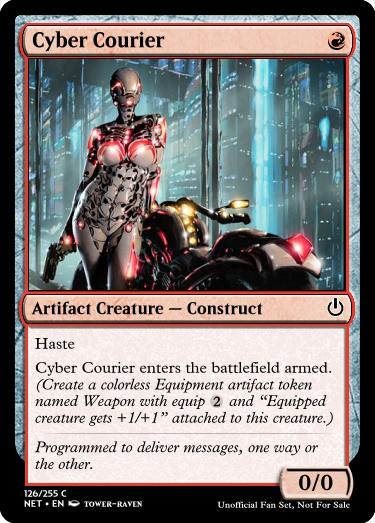 Cyber Courier
Artifact Creature — Construct
Haste
Cyber Courier enters the battlefield armed.
(Create a colorless Equipment artifact token
named Weapon with equip 2 and “Equipped
creature gets +1/+1” attached to this creature.)
Programmed to deliver messages, one way or
the other.
0/0
126/255 C
NET • EN TOWER-RAVEN
Unofficial Fan Set, Not For Sale